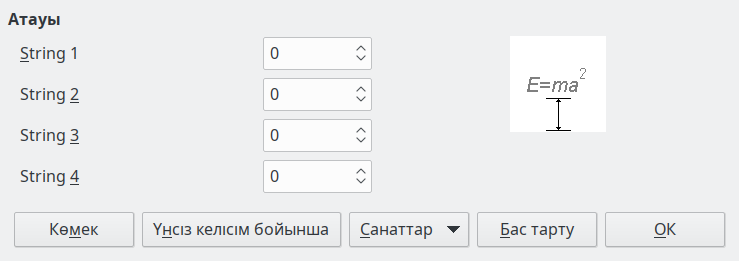 Атауы
String 1 0
String 2 0
String 3 0
String 4 0
E=ma²
Көмек Үнсіз келісім бойынша Санаттар Бас тарту ОК